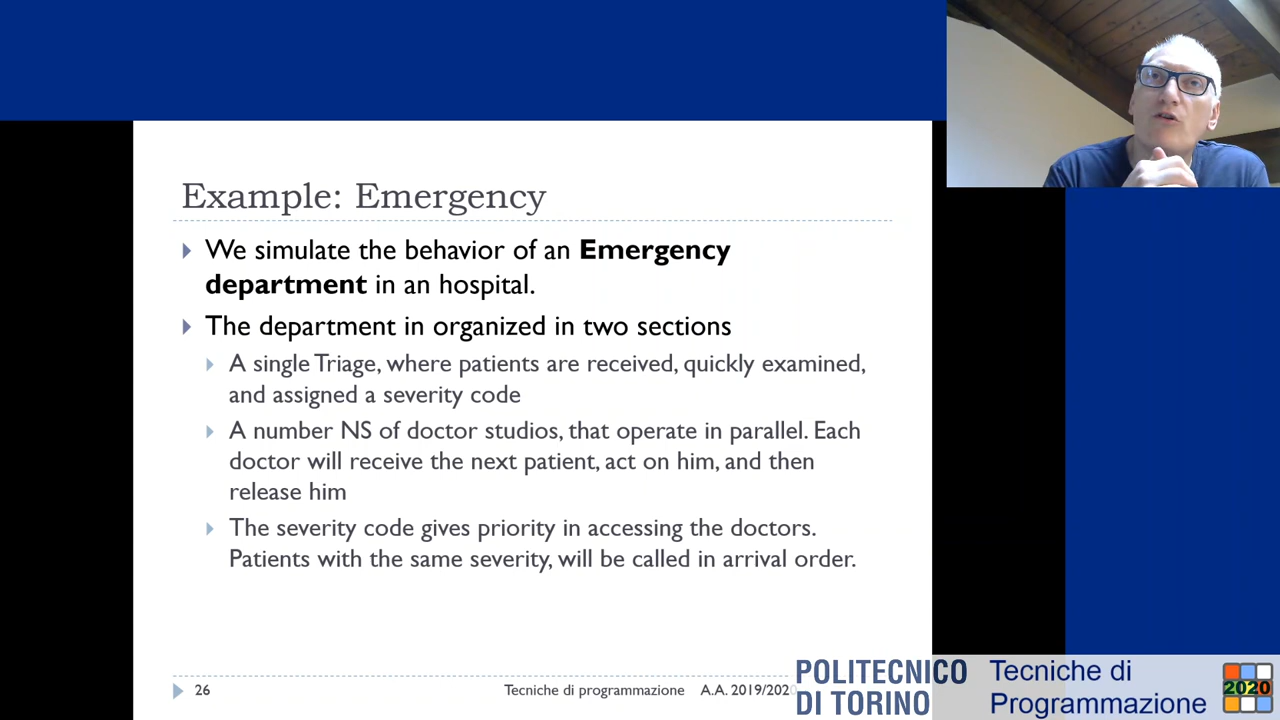 Example: Emergency
We simulate the behavior of an Emergency
department in an hospital.
The department in organized in two sections
A single Triage, where patients are received, quickly examined,
and assigned a severity code
A number NS of doctor studios, that operate in parallel. Each
doctor will receive the next patient, act on him, and then
release him
The severity code gives priority in accessing the doctors.
Patients with the same severity, will be called in arrival order.
26
Tecniche di programmazione A.A. 2019/2020
POLITECNICO
DI TORINO
Tecniche di
Programmazione
2020